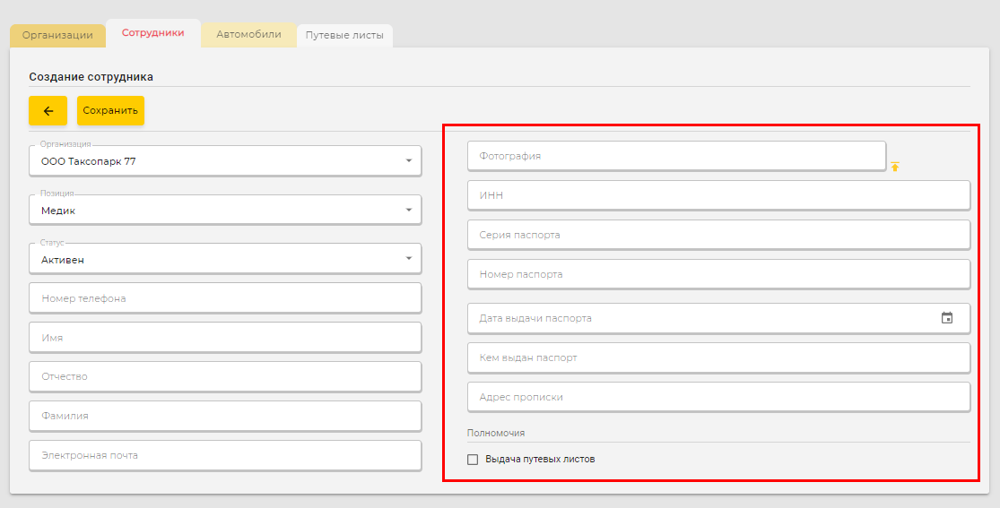 Организации
Сотрудники
Автомобили
Путевые листы
Создание сотрудника
Сохранить
Организация
ООО Таксопарк 77
Позиция
Медик
Статус
Активен
Номер телефона
Имя
Отчество
Фамилия
Электронная почта
Фотография
ИНН
Серия паспорта
Номер паспорта
Дата выдачи паспорта
Кем выдан паспорт
Адрес прописки
Полномочия
Выдача путевых листов